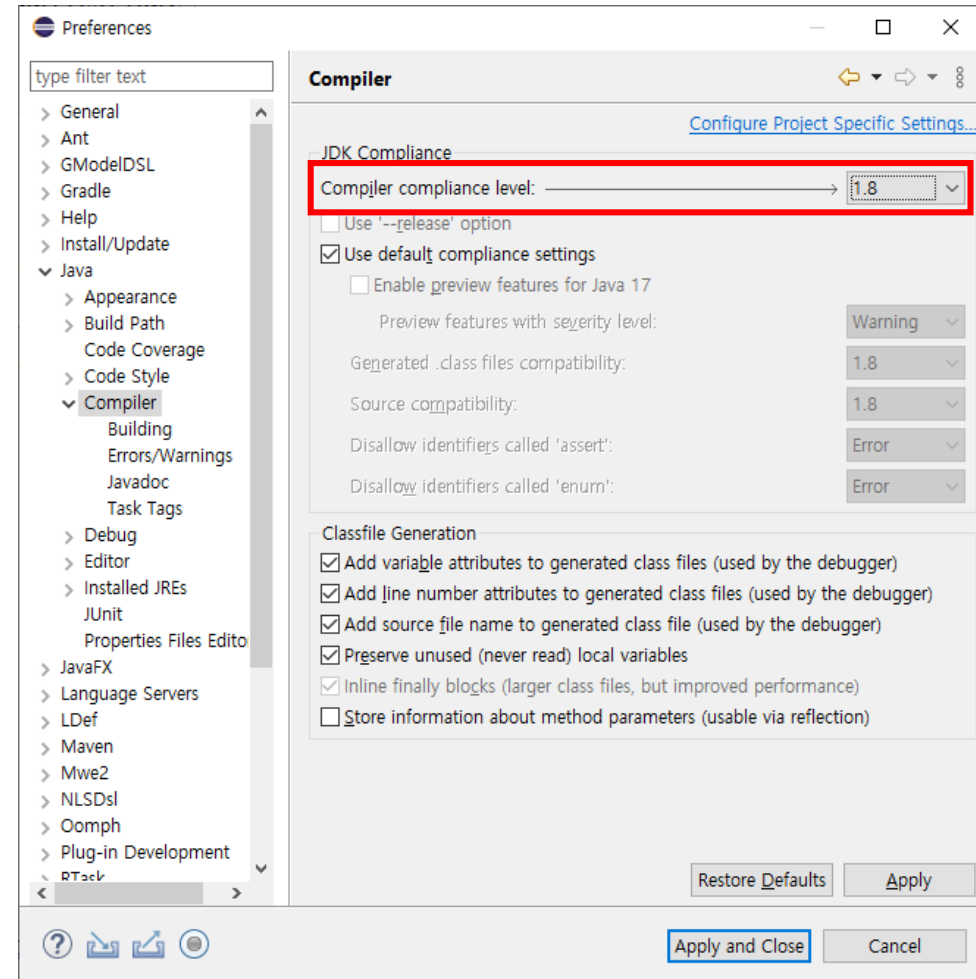 Preferences
type filter text
General
Ant
GModelDSL
Gradle
Help
Install/Update
Java
Appearance
Build Path
Code Coverage
Code Style
Compiler
Building
Errors/Warnings
Javadoc
Task Tags
Debug
Editor
Installed JREs
JUnit
Properties Files Edito
JavaFX
Language Servers
LDef
Maven
Mwe2
NLSDsl
Oomph
Plug-in Development
RTask
Compiler
Configure Project Specific Settings...
JDK Compliance
Compiler compliance level: 1.8
Use '--release' option
Use default compliance settings
Enable preview features for Java 17
Preview features with severity level: Warning
Generated .class files compatibility: 1.8
Source compatibility: 1.8
Disallow identifiers called 'assert': Error
Disallow identifiers called 'enum': Error
Classfile Generation
Add variable attributes to generated class files (used by the debugger)
Add line number attributes to generated class files (used by the debugger)
Add source file name to generated class file (used by the debugger)
Preserve unused (never read) local variables
Inline finally blocks (larger class files, but improved performance)
Store information about method parameters (usable via reflection)
Restore Defaults Apply
Apply and Close Cancel